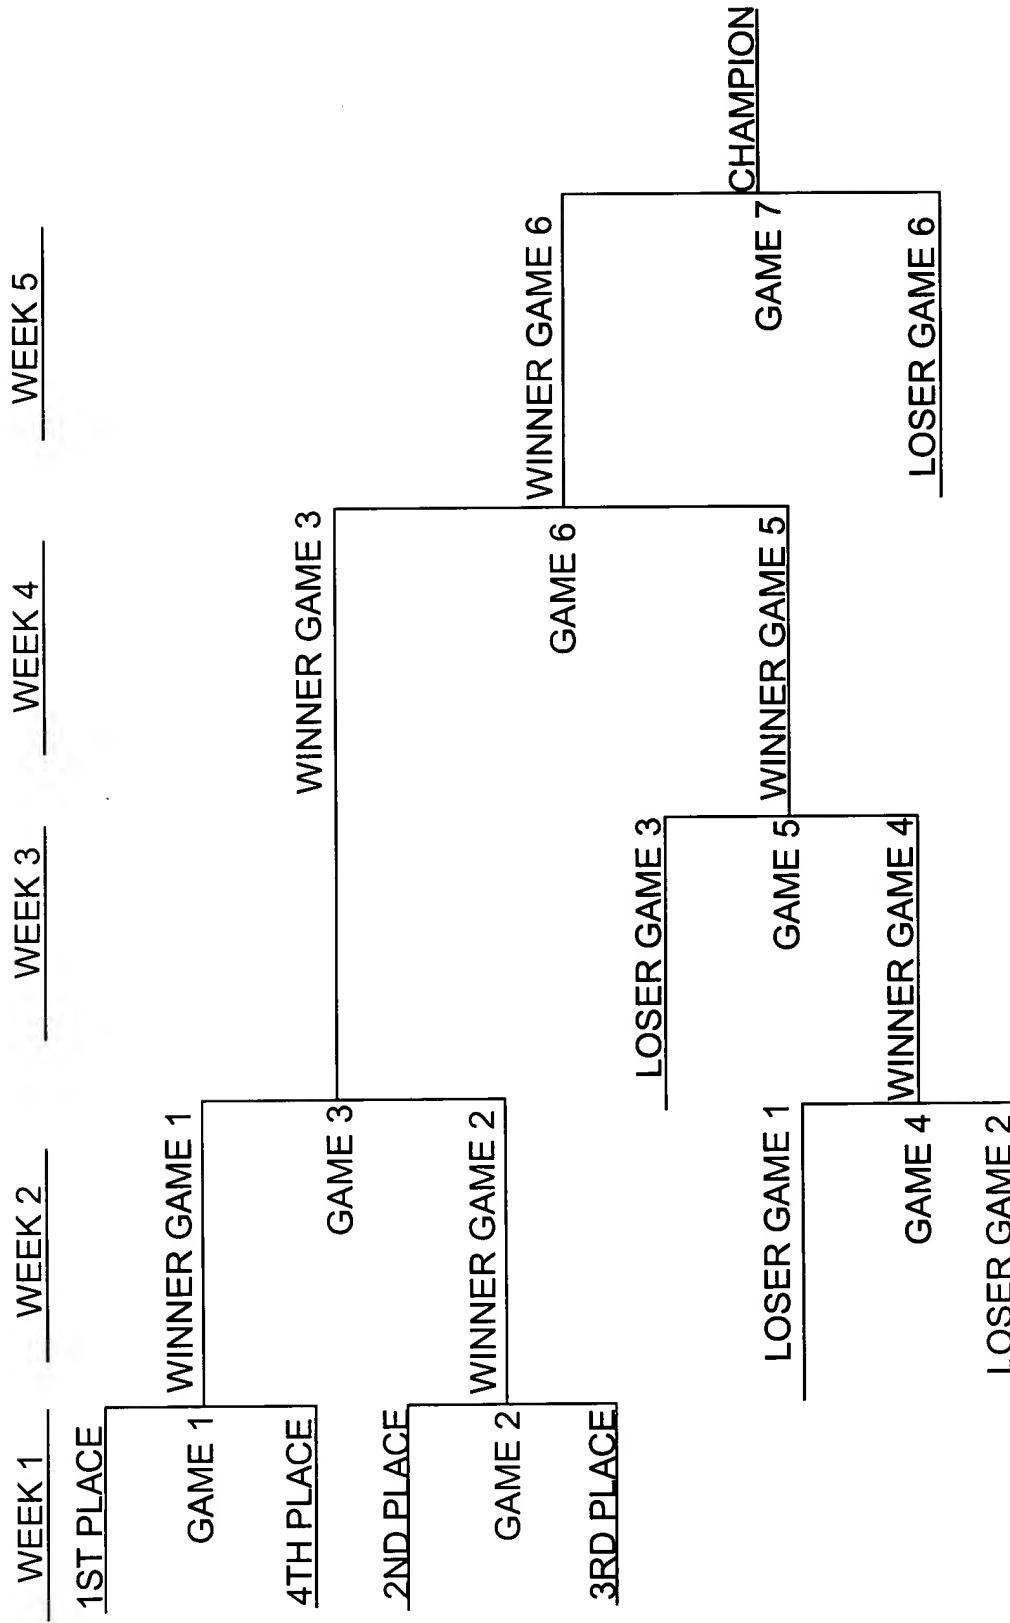 WEEK 1 WEEK 2 WEEK 3 WEEK 4 WEEK 5
1ST PLACE
WINNER GAME 1
GAME 1
4TH PLACE
WINNER GAME 3
GAME 3
2ND PLACE
WINNER GAME 2
GAME 2
3RD PLACE
WINNER GAME 6
GAME 6
LOSER GAME 3
CHAMPION
GAME 7
WINNER GAME 5
GAME 5
LOSER GAME 1
WINNER GAME 4
GAME 4
LOSER GAME 6
LOSER GAME 2